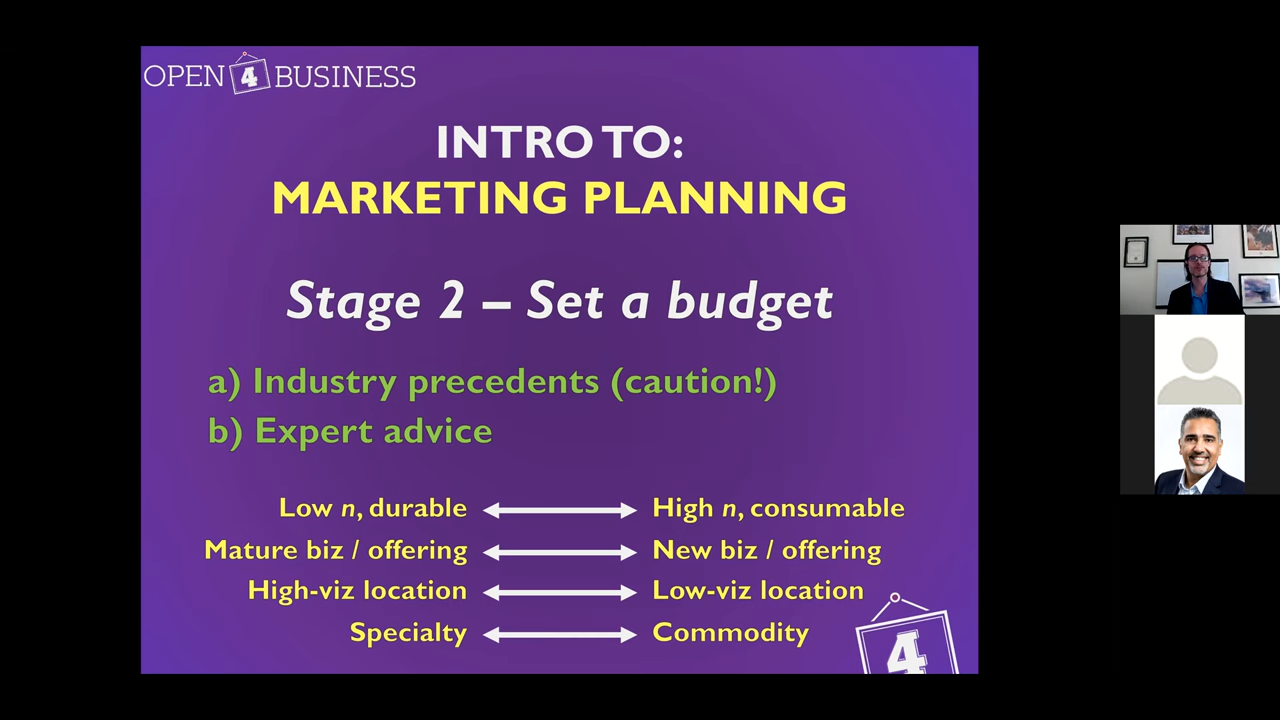 OPEN 4 BUSINESS
INTRO TO:
MARKETING PLANNING
Stage 2 – Set a budget
a) Industry precedents (caution!)
b) Expert advice
Low n, durable High n, consumable
Mature biz / offering New biz / offering
High-viz location Low-viz location
Specialty Commodity
4